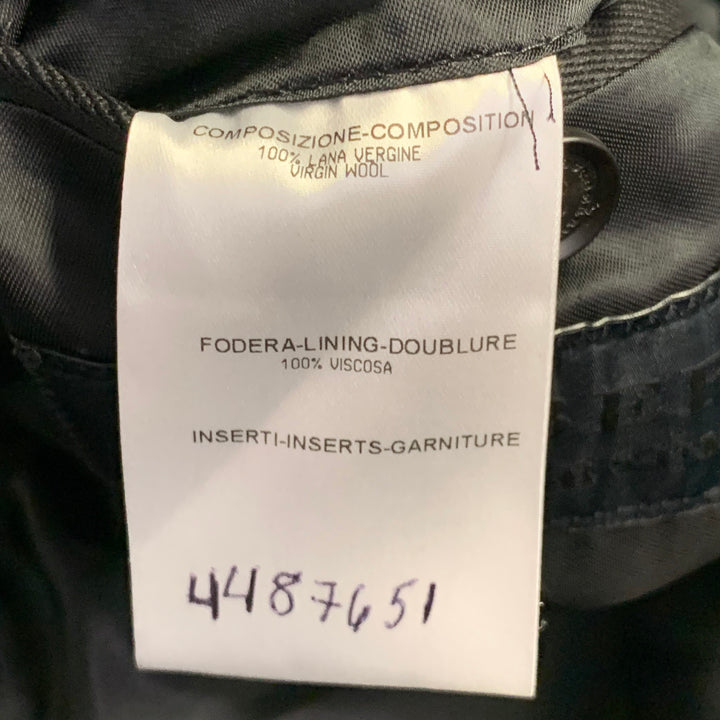 COMPOSIZIONE-COMPOSITION
100% LANA VERGINE
VIRGIN WOOL
FODERA-LINING-DOUBLURE
100% VISCOSA
INSERTI-INSERTS-GARNITURE
4487651